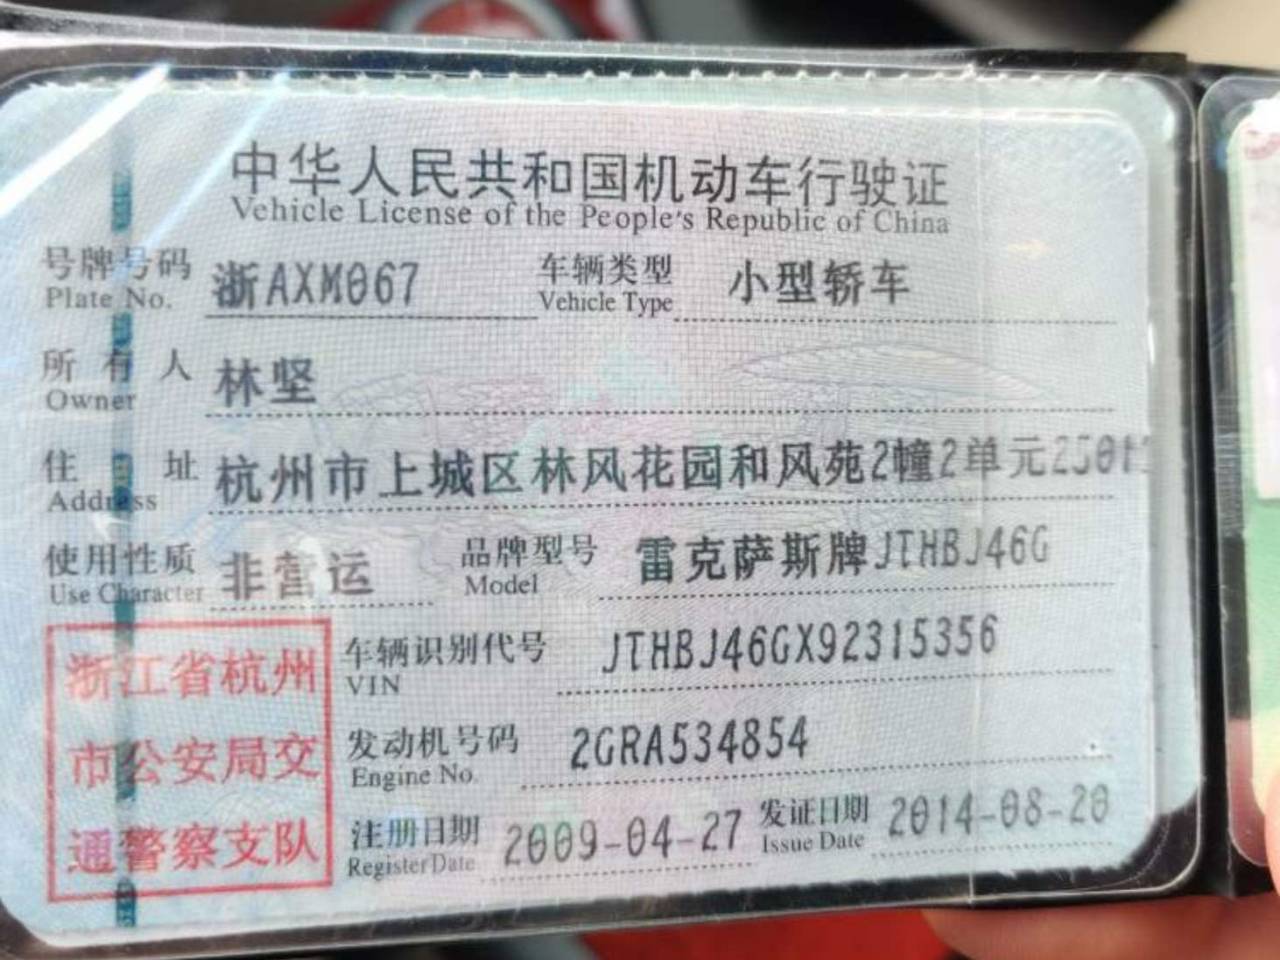 中华人民共和国机动车行驶证
Vehicle License of the People's Republic of China
号牌号码 浙AXM067 车辆类型 小型轿车
Plate No. Vehicle Type
所有人 林坚
Owner
住址 杭州市上城区林风花园和风苑2幢2单元2501
Address
使用性质 非营运 品牌型号 雷克萨斯牌JTHBJ46G
Use Character Model
浙江省杭州
市公安局交
通警察支队
车辆识别代号 JTHBJ46GX92315356
VIN
发动机号码 2GRA534854
Engine No.
注册日期 2009-04-27 发证日期 2014-08-20
Register Date Issue Date